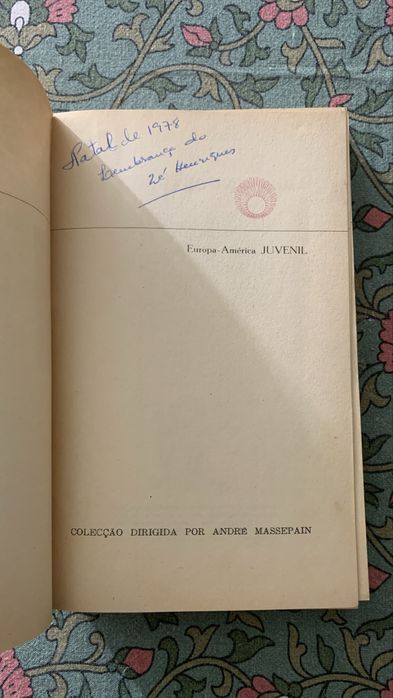 Natal de 1978
Lembrança do
Zé Henriques
Europa-América JUVENIL
COLECÇÃO DIRIGIDA POR ANDRÉ MASSEPAIN